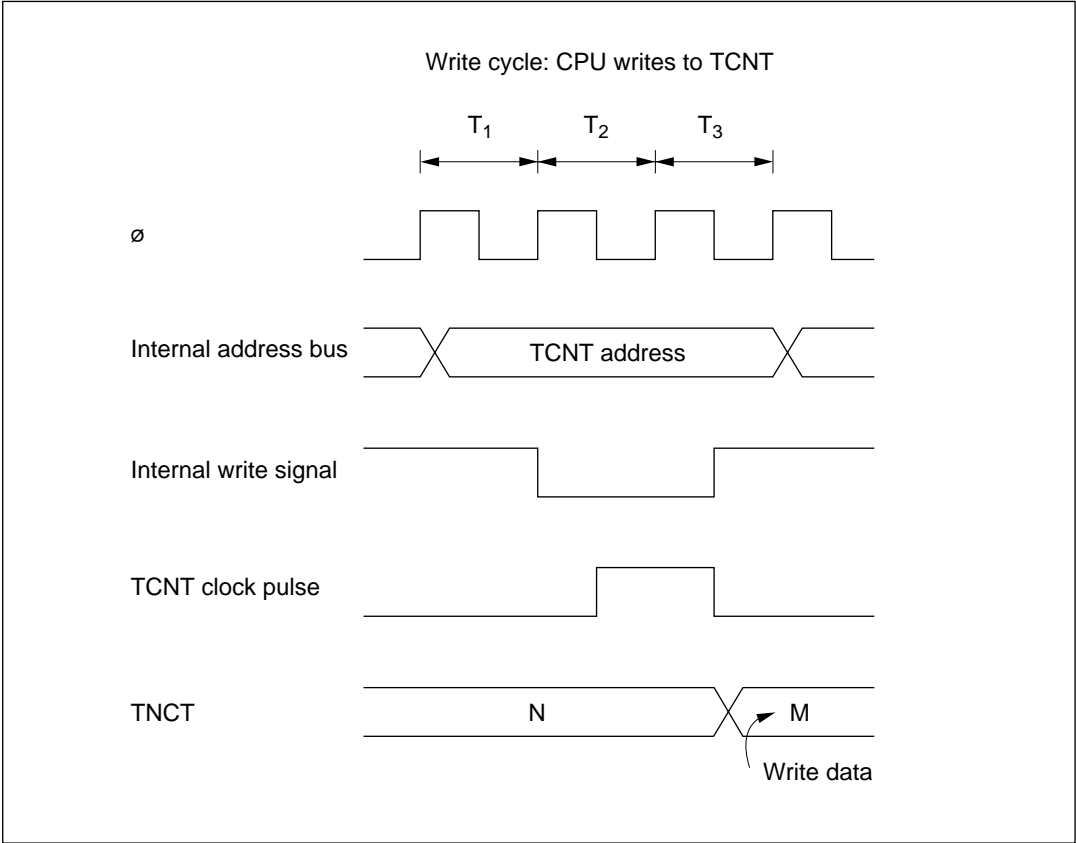 Write cycle: CPU writes to TCNT
T1 T2 T3
ø
Internal address bus TCNT address
Internal write signal
TCNT clock pulse
TNCT N M
Write data